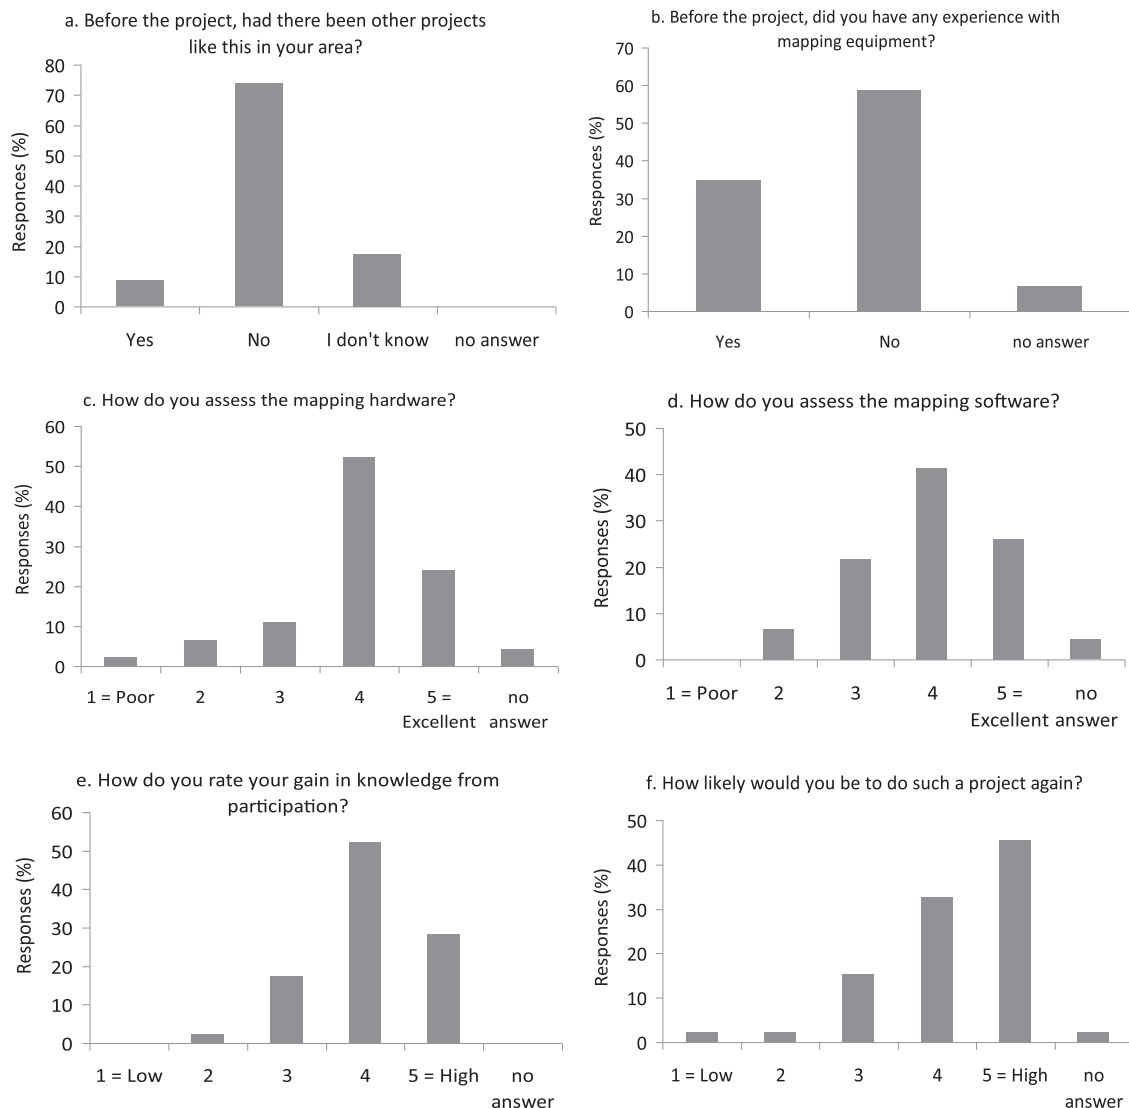 a. Before the project, had there been other projects
like this in your area?
Responces (%)
80
70
60
50
40
30
20
10
0
Yes No I don't know no answer
b. Before the project, did you have any experience with
mapping equipment?
Responces (%)
70
60
50
40
30
20
10
0
Yes No no answer
c. How do you assess the mapping hardware?
Responses (%)
60
50
40
30
20
10
0
1 = Poor 2 3 4 5 = no
Excellent answer
d. How do you assess the mapping software?
Responses (%)
50
40
30
20
10
0
1 = Poor 2 3 4 5 = no
Excellent answer
e. How do you rate your gain in knowledge from
participation?
Responses (%)
60
50
40
30
20
10
0
1 = Low 2 3 4 5 = High no
answer
f. How likely would you be to do such a project again?
Responses (%)
50
40
30
20
10
0
1 = Low 2 3 4 5 = High no
answer